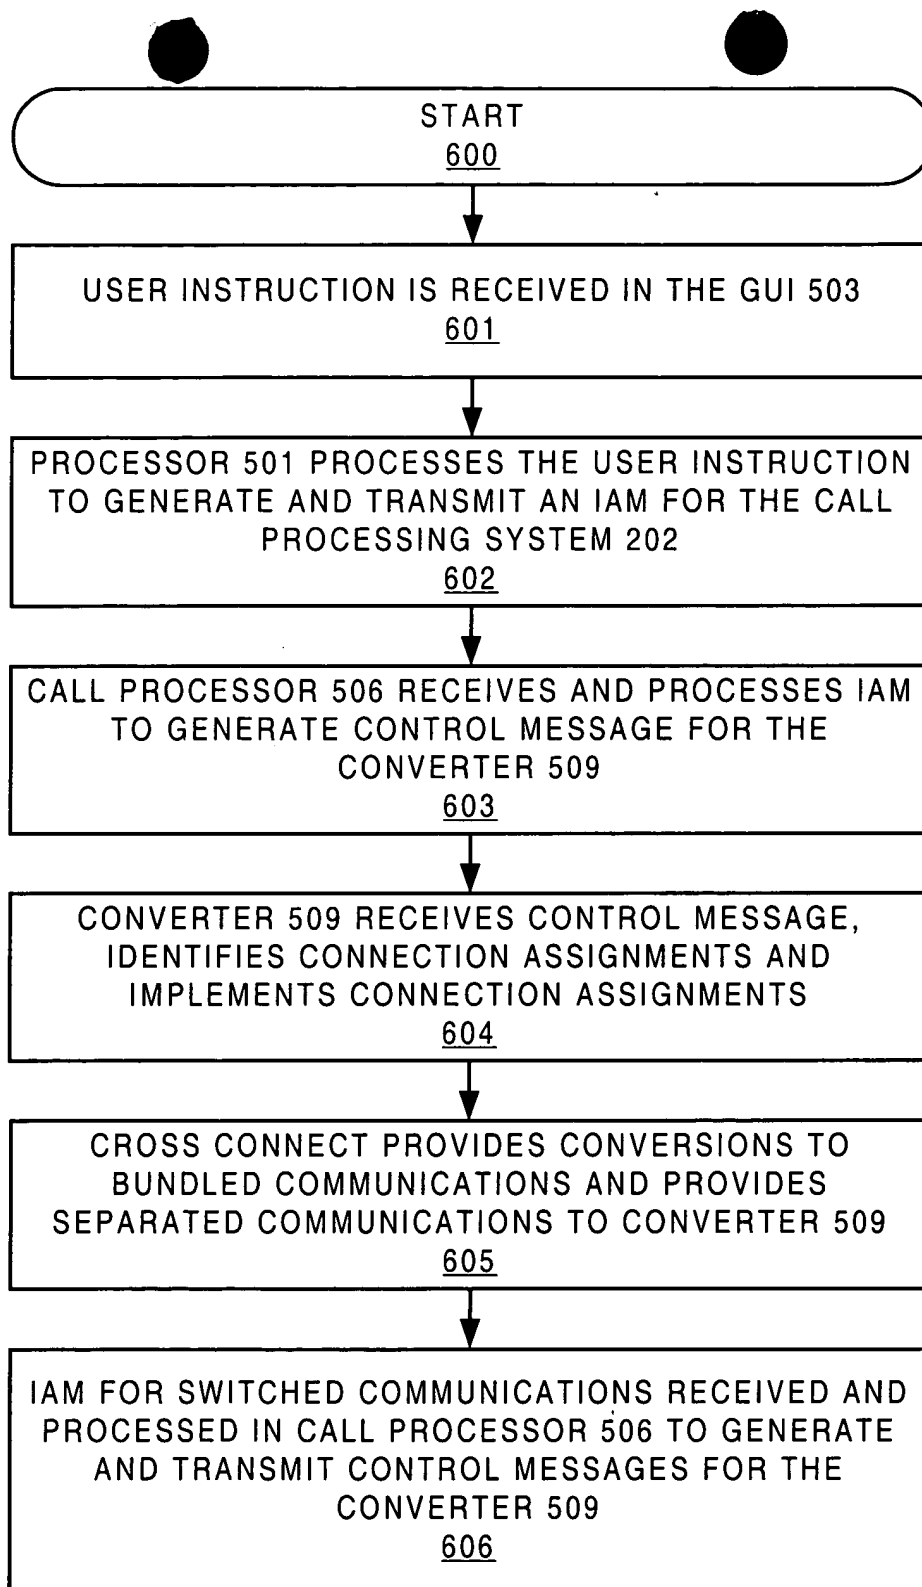 START
600
USER INSTRUCTION IS RECEIVED IN THE GUI 503
601
PROCESSOR 501 PROCESSES THE USER INSTRUCTION
TO GENERATE AND TRANSMIT AN IAM FOR THE CALL
PROCESSING SYSTEM 202
602
CALL PROCESSOR 506 RECEIVES AND PROCESSES IAM
TO GENERATE CONTROL MESSAGE FOR THE
CONVERTER 509
603
CONVERTER 509 RECEIVES CONTROL MESSAGE,
IDENTIFIES CONNECTION ASSIGNMENTS AND
IMPLEMENTS CONNECTION ASSIGNMENTS
604
CROSS CONNECT PROVIDES CONVERSIONS TO
BUNDLED COMMUNICATIONS AND PROVIDES
SEPARATED COMMUNICATIONS TO CONVERTER 509
605
IAM FOR SWITCHED COMMUNICATIONS RECEIVED AND
PROCESSED IN CALL PROCESSOR 506 TO GENERATE
AND TRANSMIT CONTROL MESSAGES FOR THE
CONVERTER 509
606